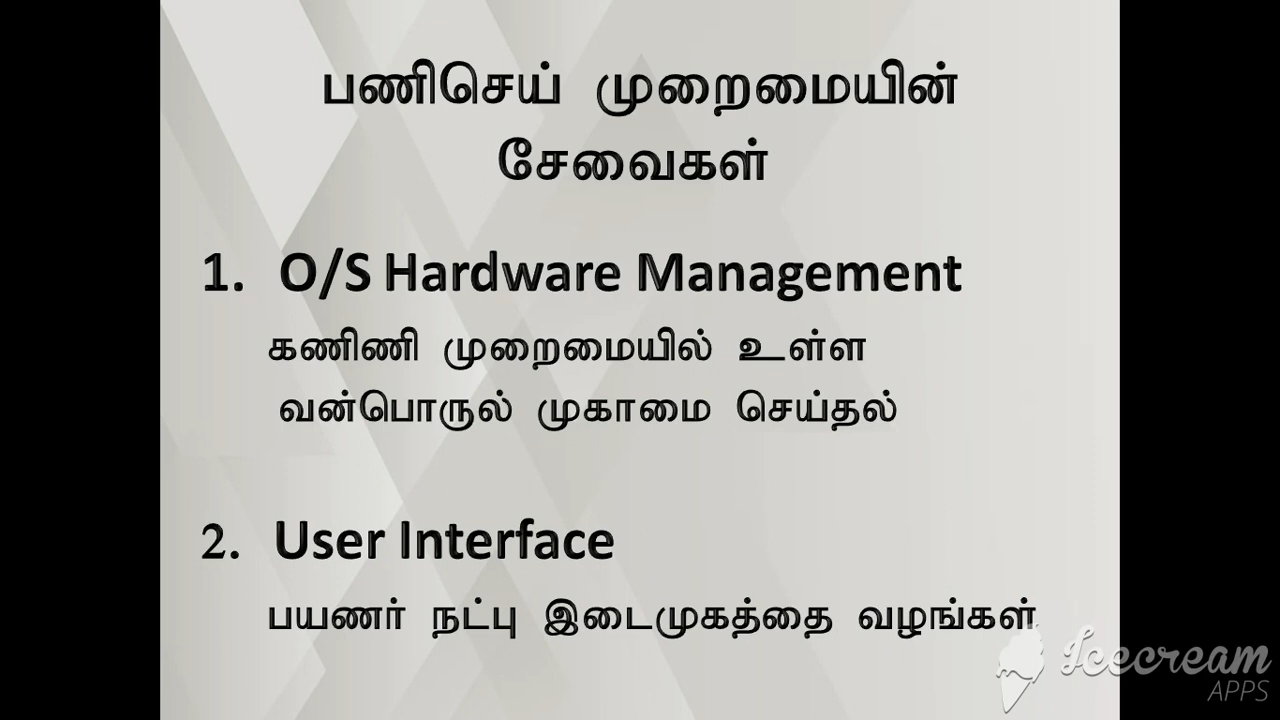 பணிசெய் முறைமையின்
சேவைகள்
1. O/S Hardware Management
கணிணி முறைமையில் உள்ள
வன்பொருல் முகாமை செய்தல்
2. User Interface
பயணர் நட்பு இடைமுகத்தை வழங்கள்
Icecream
APPS